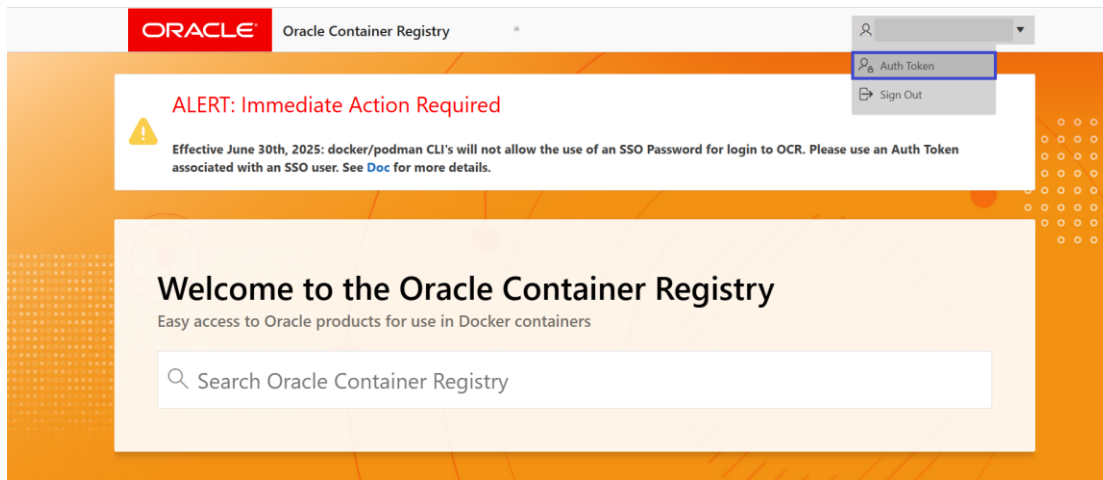 ORACLE
Oracle Container Registry
Auth Token
Sign Out
ALERT: Immediate Action Required
Effective June 30th, 2025: docker/podman CLI's will not allow the use of an SSO Password for login to OCR. Please use an Auth Token
associated with an SSO user. See Doc for more details.
Welcome to the Oracle Container Registry
Easy access to Oracle products for use in Docker containers
Search Oracle Container Registry